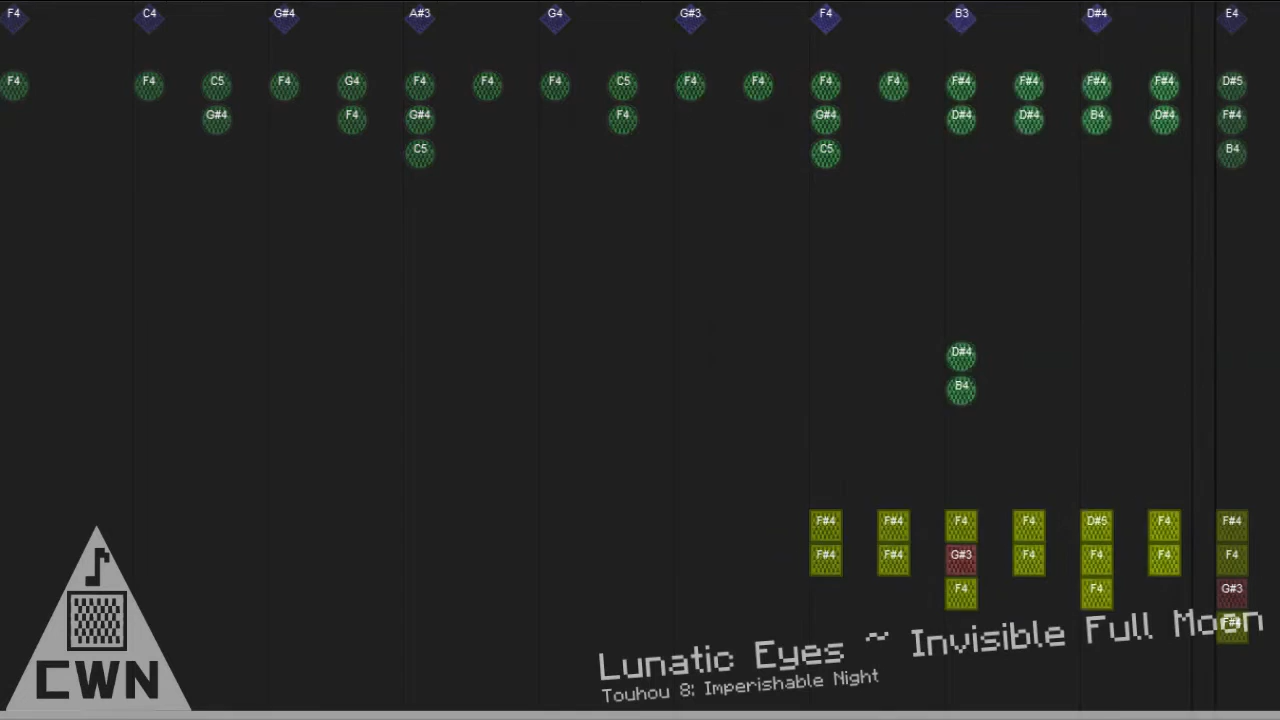 F4 C4 G#4 A#3 G4 G#3 F4 B3 D#4 E4
F4 F4 C5 F4 G4 F4 F4 F4 C5 F4 F4 F4 F4 F#4 F#4 F#4 F#4 D#5
G#4 F4 G#4 F4 G#4 D#4 D#4 B4 D#4 F#4
C5 C5 B4
D#4
B4
F#4 F#4 F4 F4 D#5 F4 F#4
F#4 F#4 G#3 F4 F4 F4 F4
F4 F4 G#3
Lunatic Eyes ~ Invisible Full Moon
Touhou 8: Imperishable Night
CWN